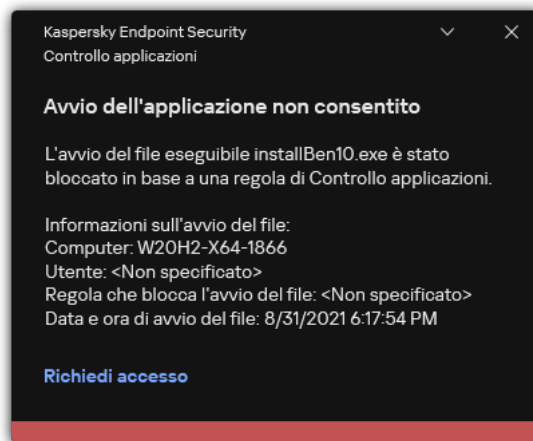 Kaspersky Endpoint Security
Controllo applicazioni
Avvio dell'applicazione non consentito
L'avvio del file eseguibile installBen10.exe è stato
bloccato in base a una regola di Controllo applicazioni.
Informazioni sull'avvio del file:
Computer: W20H2-X64-1866
Utente: <Non specificato>
Regola che blocca l'avvio del file: <Non specificato>
Data e ora di avvio del file: 8/31/2021 6:17:54 PM
Richiedi accesso